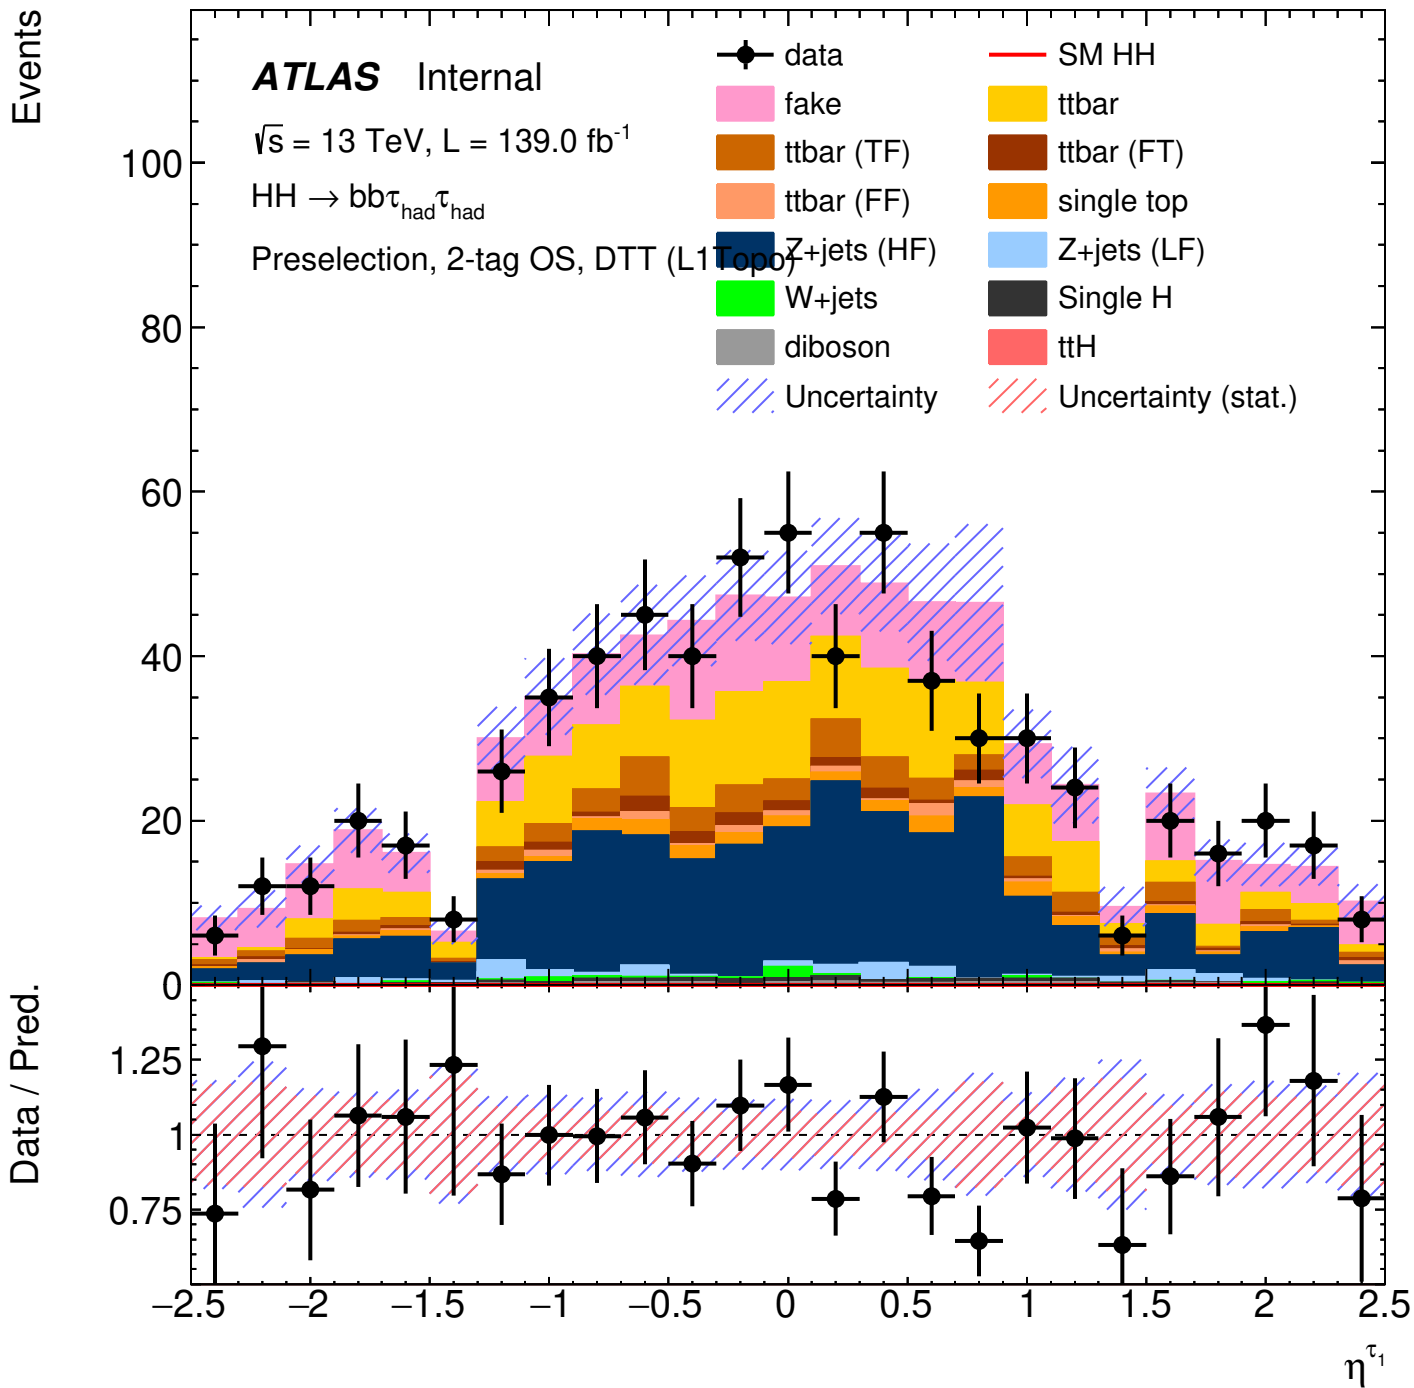 Events
ATLAS Internal
√s = 13 TeV, L = 139.0 fb⁻¹
HH → bbτ_had τ_had
Preselection, 2-tag OS, DTT (L1Topo)
data
SM HH
fake
ttbar
ttbar (TF)
ttbar (FT)
ttbar (FF)
single top
Z+jets (HF)
Z+jets (LF)
W+jets
Single H
diboson
ttH
Uncertainty
Uncertainty (stat.)
100
80
60
40
20
0
Data / Pred.
1.25
1
0.75
−2.5 −2 −1.5 −1 −0.5 0 0.5 1 1.5 2 2.5
η^τ₁